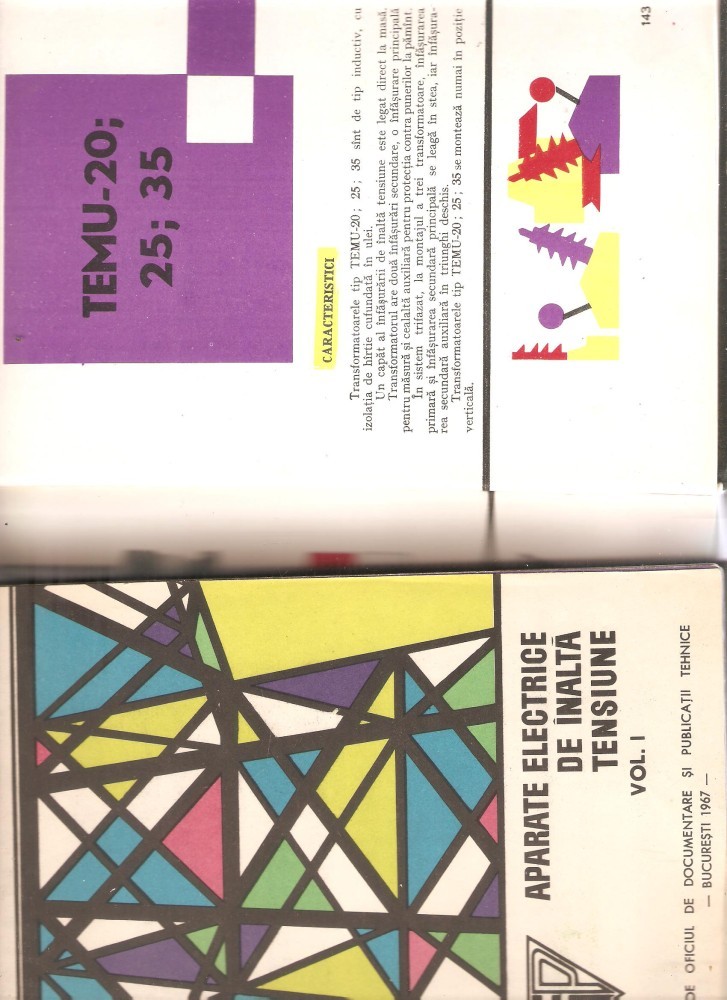 TEMU-20;
25; 35
CARACTERISTICI
Transformatoarele tip TEMU-20; 25; 35 sînt de tip inductiv, cu
izolația de hîrtie cufundată în ulei.
Un capăt al înfășurării de înaltă tensiune este legat direct la masă.
Transformatorul are două înfășurări secundare, o înfășurare principală
pentru măsură și cealaltă auxiliară pentru protecția contra punerilor la pămînt.
În sistem trifazat, la montajul a trei transformatoare, înfășurarea
primară și înfășurarea secundară principală se leagă în stea, iar înfășura-
rea secundară auxiliară în triunghi deschis.
Transformatoarele tip TEMU-20; 25; 35 se montează numai în poziție
verticală.
143
APARATE ELECTRICE
DE ÎNALTĂ
TENSIUNE
VOL. I
DE OFICIUL DE DOCUMENTARE ȘI PUBLICAȚII TEHNICE
— BUCUREȘTI 1967 —